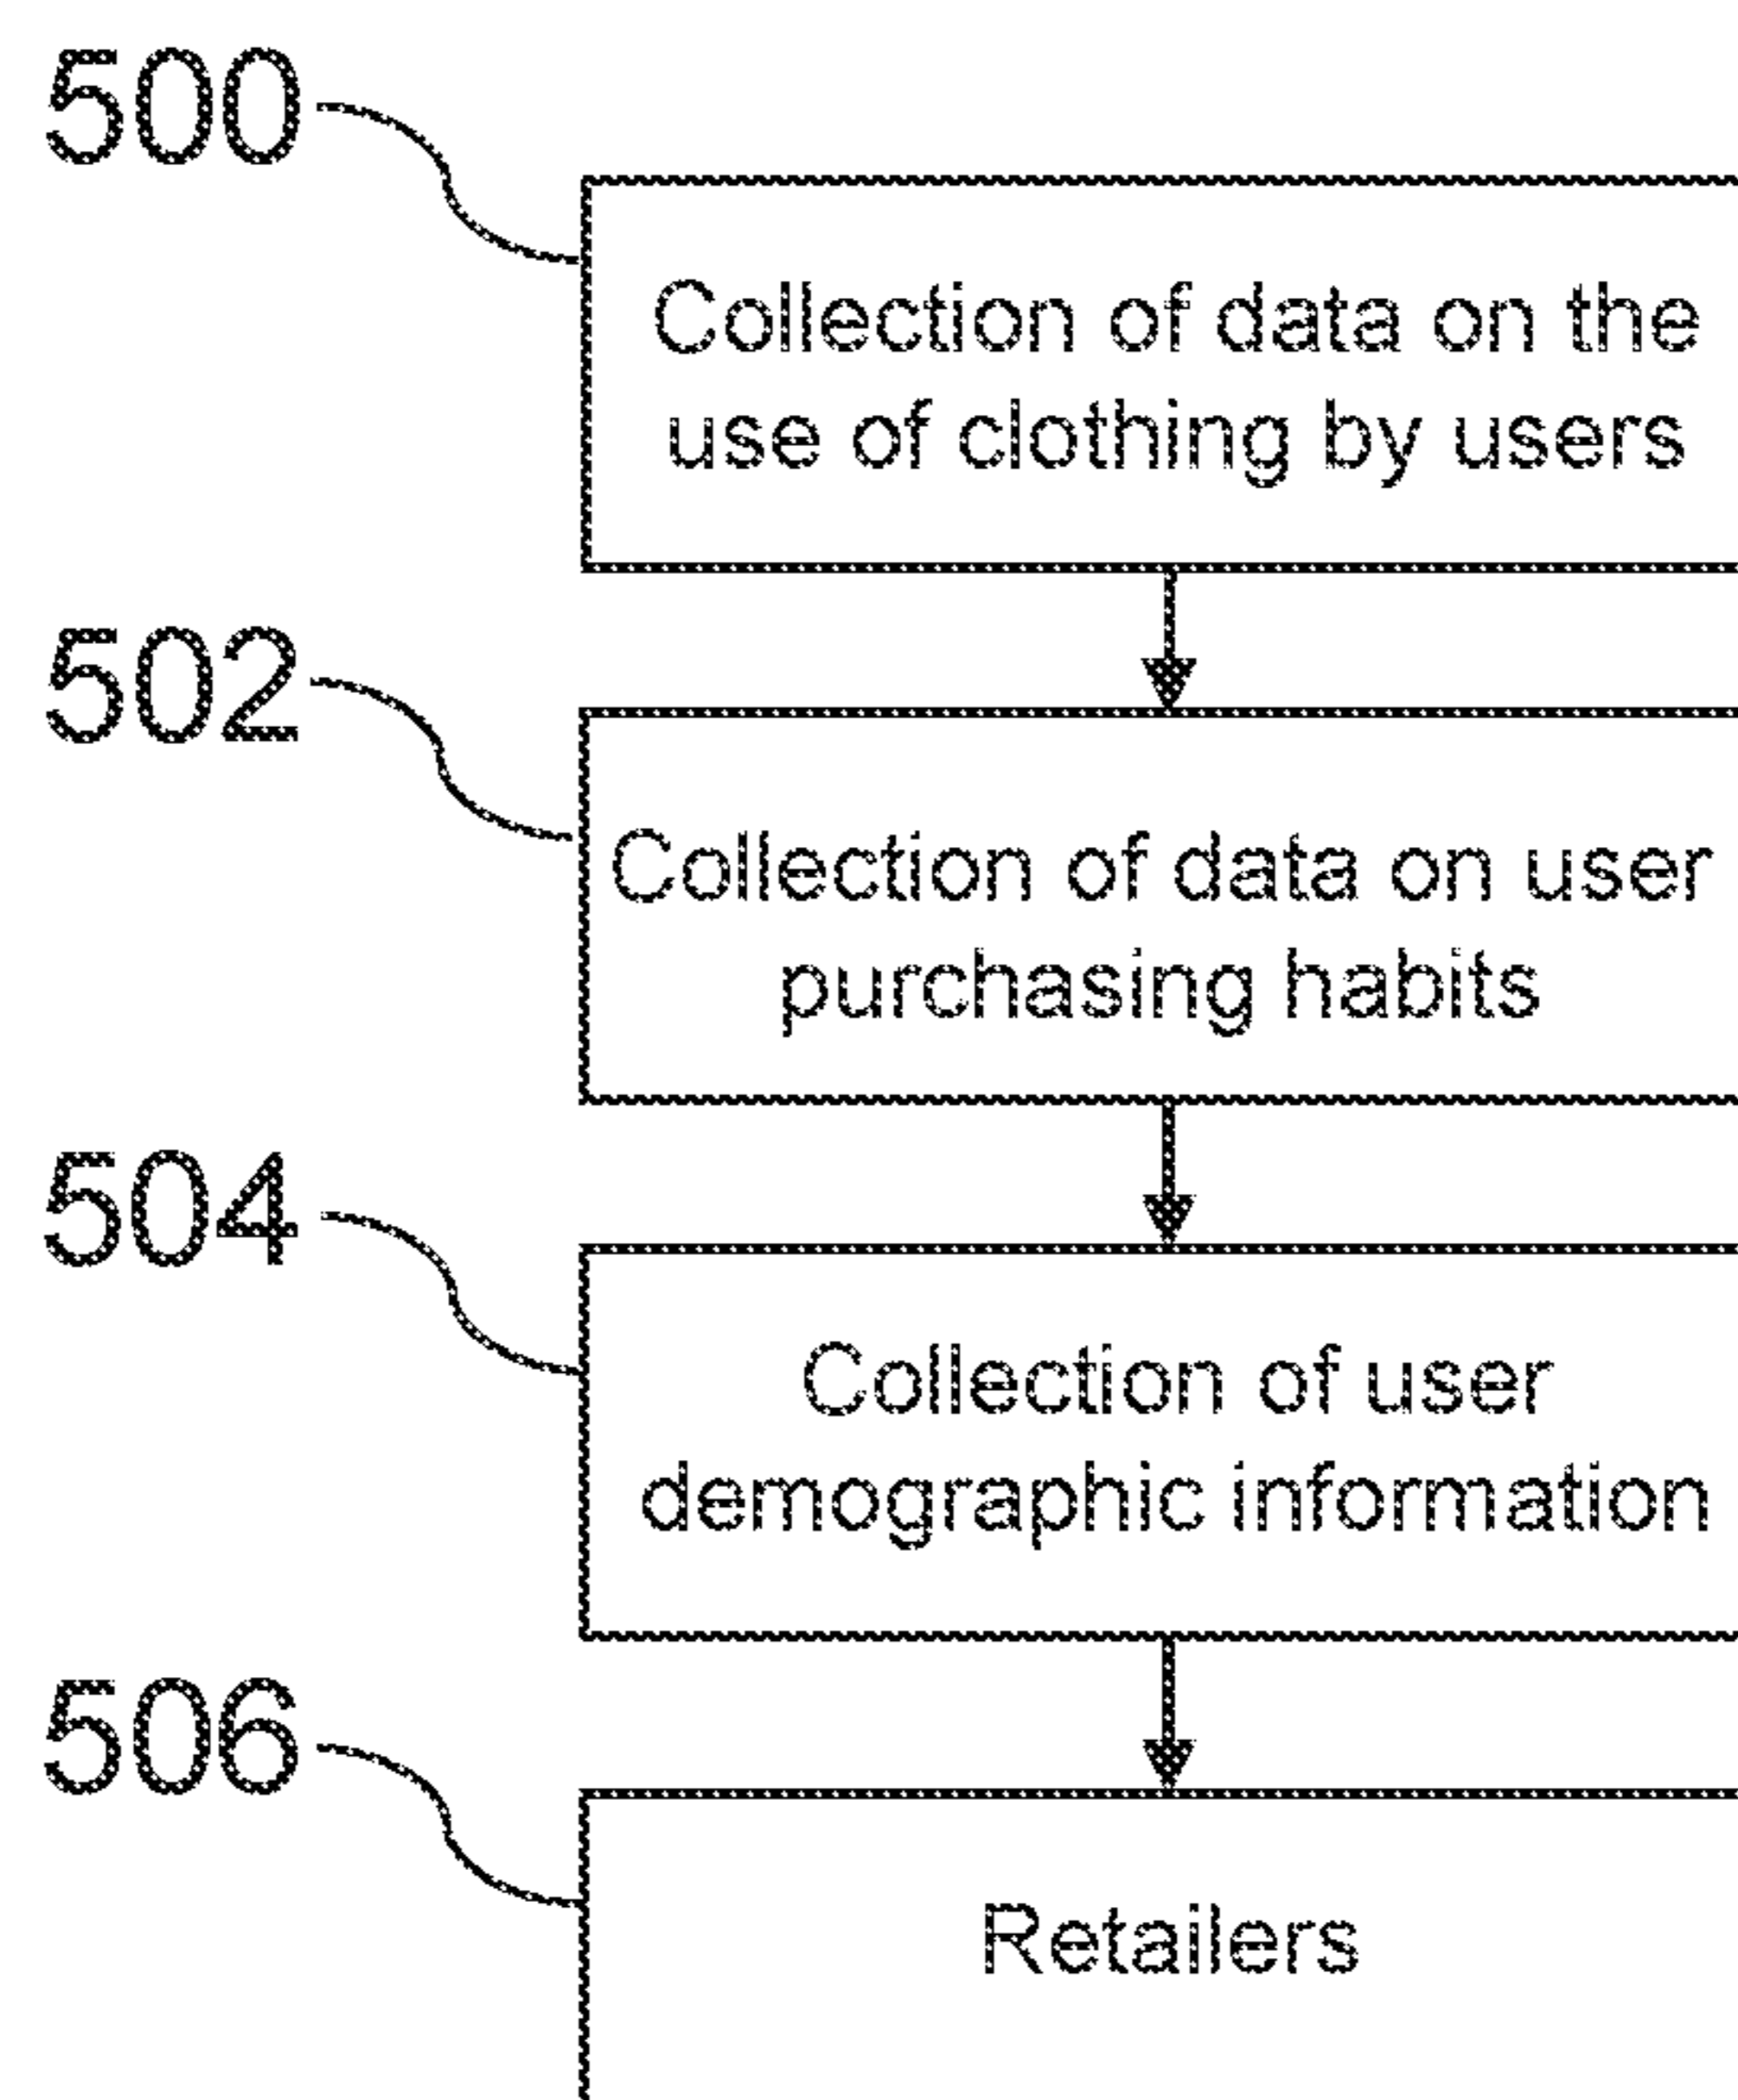 500
Collection of data on the
use of clothing by users
502
Collection of data on user
purchasing habits
504
Collection of user
demographic information
506
Retailers